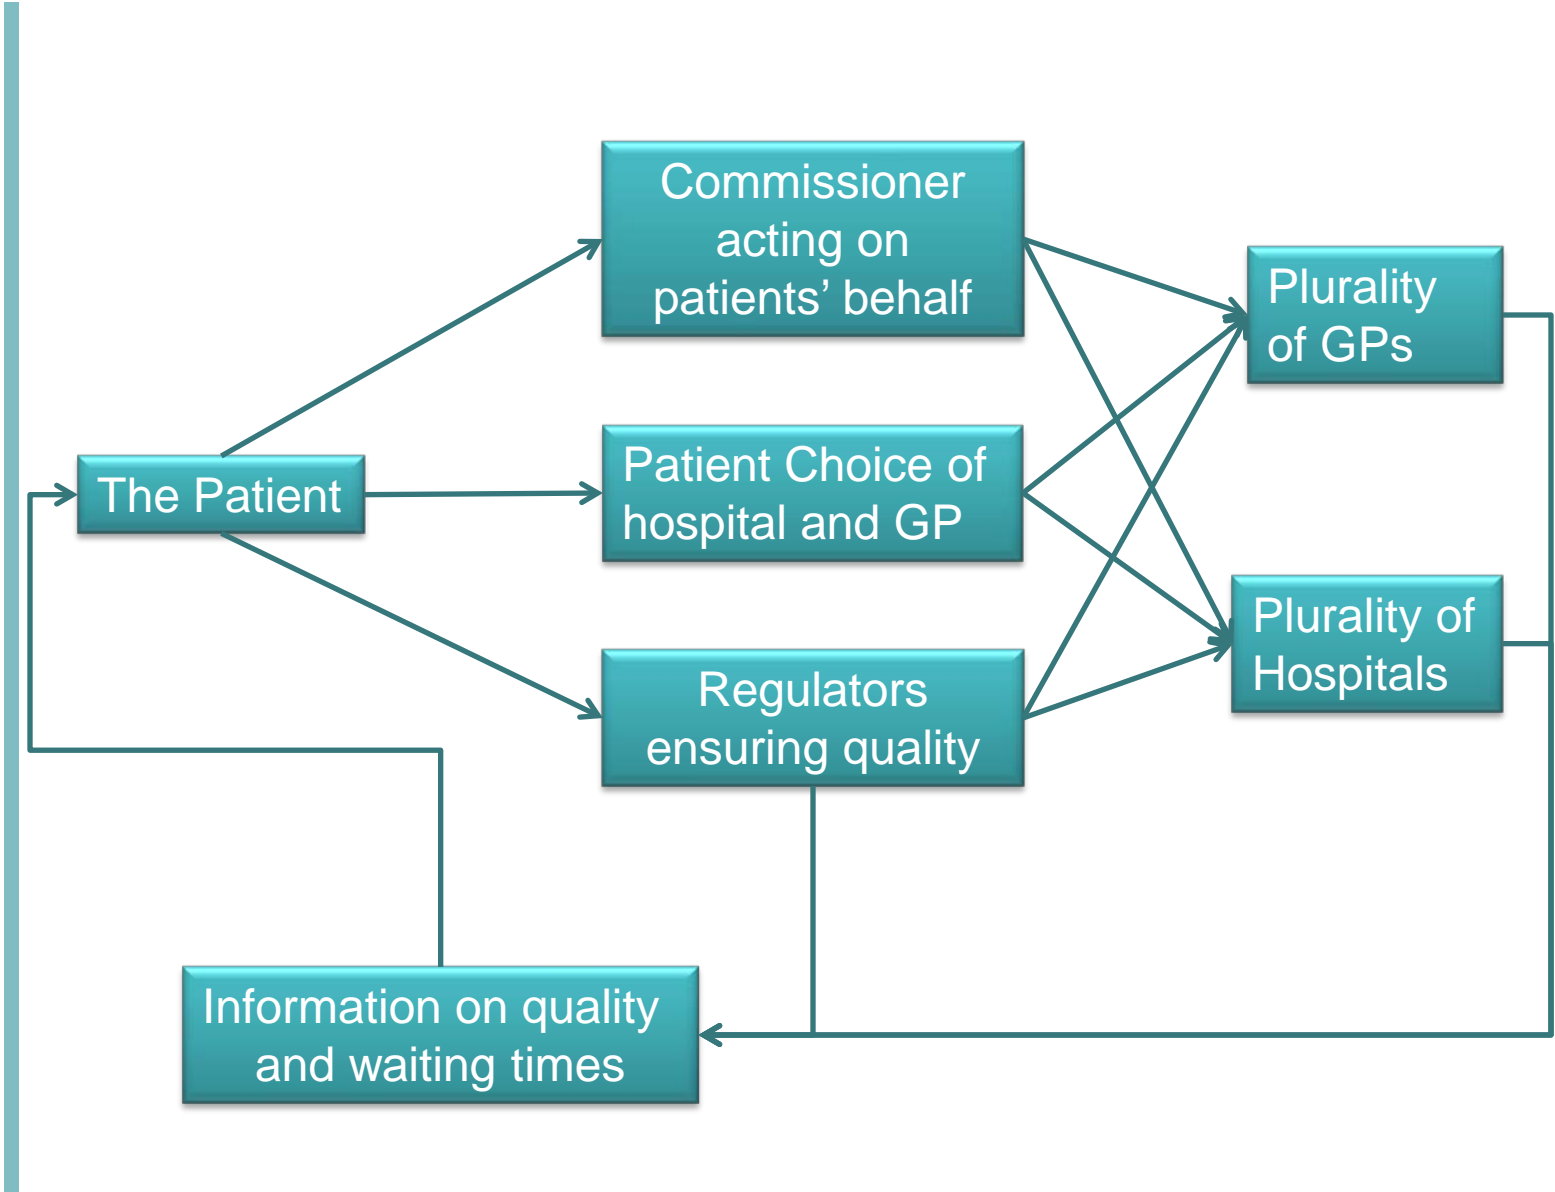 Commissioner
acting on
patients’ behalf
Plurality
of GPs
The Patient
Patient Choice of
hospital and GP
Plurality of
Hospitals
Regulators
ensuring quality
Information on quality
and waiting times